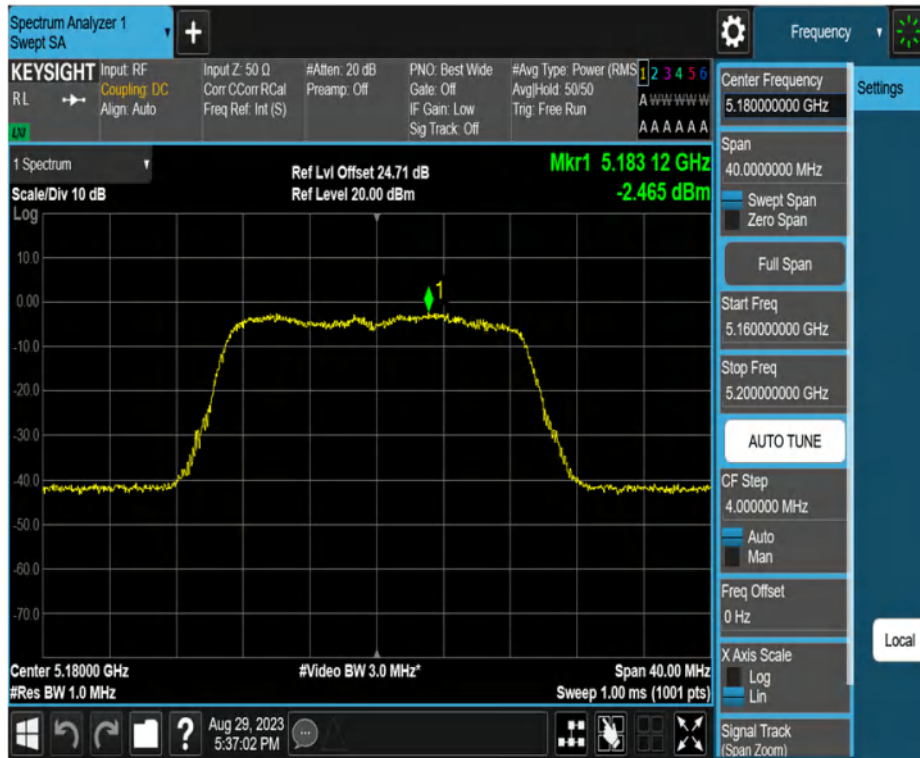 Spectrum Analyzer 1
Swept SA
+
Frequency
KEYSIGHT
RL
LXI
Input: RF
Coupling: DC
Align: Auto
Input Z: 50 Ω
Corr CCorr RCal
Freq Ref: Int (S)
#Atten: 20 dB
Preamp: Off
PNO: Best Wide
Gate: Off
IF Gain: Low
Sig Track: Off
#Avg Type: Power (RMS
Avg|Hold: 50/50
Trig: Free Run
1 2 3 4 5 6
A W W W W W
A A A A A A
1 Spectrum
Scale/Div 10 dB
Log
Ref Lvl Offset 24.71 dB
Ref Level 20.00 dBm
Mkr1 5.183 12 GHz
-2.465 dBm
10.0
0.00
-10.0
-20.0
-30.0
-40.0
-50.0
-60.0
-70.0
1
Center 5.18000 GHz
#Res BW 1.0 MHz
#Video BW 3.0 MHz*
Span 40.00 MHz
Sweep 1.00 ms (1001 pts)
?
Aug 29, 2023
5:37:02 PM
Center Frequency
5.180000000 GHz
Settings
Span
40.0000000 MHz
Swept Span
Zero Span
Full Span
Start Freq
5.160000000 GHz
Stop Freq
5.200000000 GHz
AUTO TUNE
CF Step
4.000000 MHz
Auto
Man
Freq Offset
0 Hz
X Axis Scale
Log
Lin
Local
Signal Track
(Span Zoom)